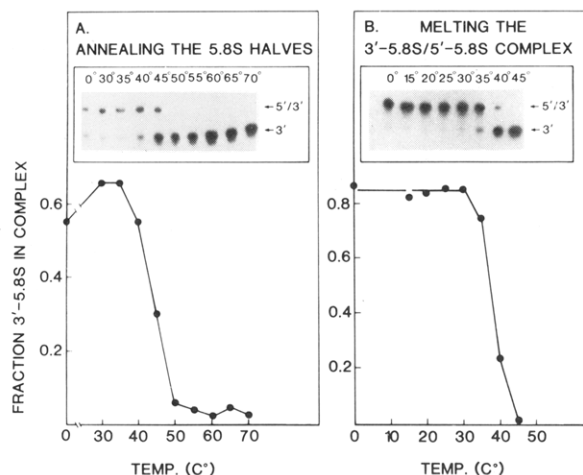 A.
ANNEALING THE 5.8S HALVES
0° 30° 35° 40° 45° 50° 55° 60° 65° 70°
← 5'/3'
← 3'
B. MELTING THE
3'-5.8S/5'-5.8S COMPLEX
0° 15° 20° 25° 30° 35° 40° 45°
← 5'/3'
← 3'
FRACTION 3'-5.8S IN COMPLEX
0.6
0.4
0.2
0 30 40 50 60 70
TEMP. (C°)
0.8
0.6
0.4
0.2
0 10 20 30 40 50
TEMP. (C°)